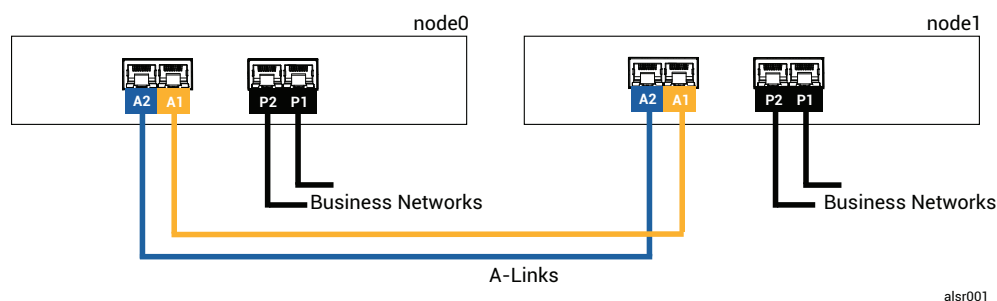 node0 node1
A2 A1 P2 P1 A2 A1 P2 P1
Business Networks Business Networks
A-Links
alsr001